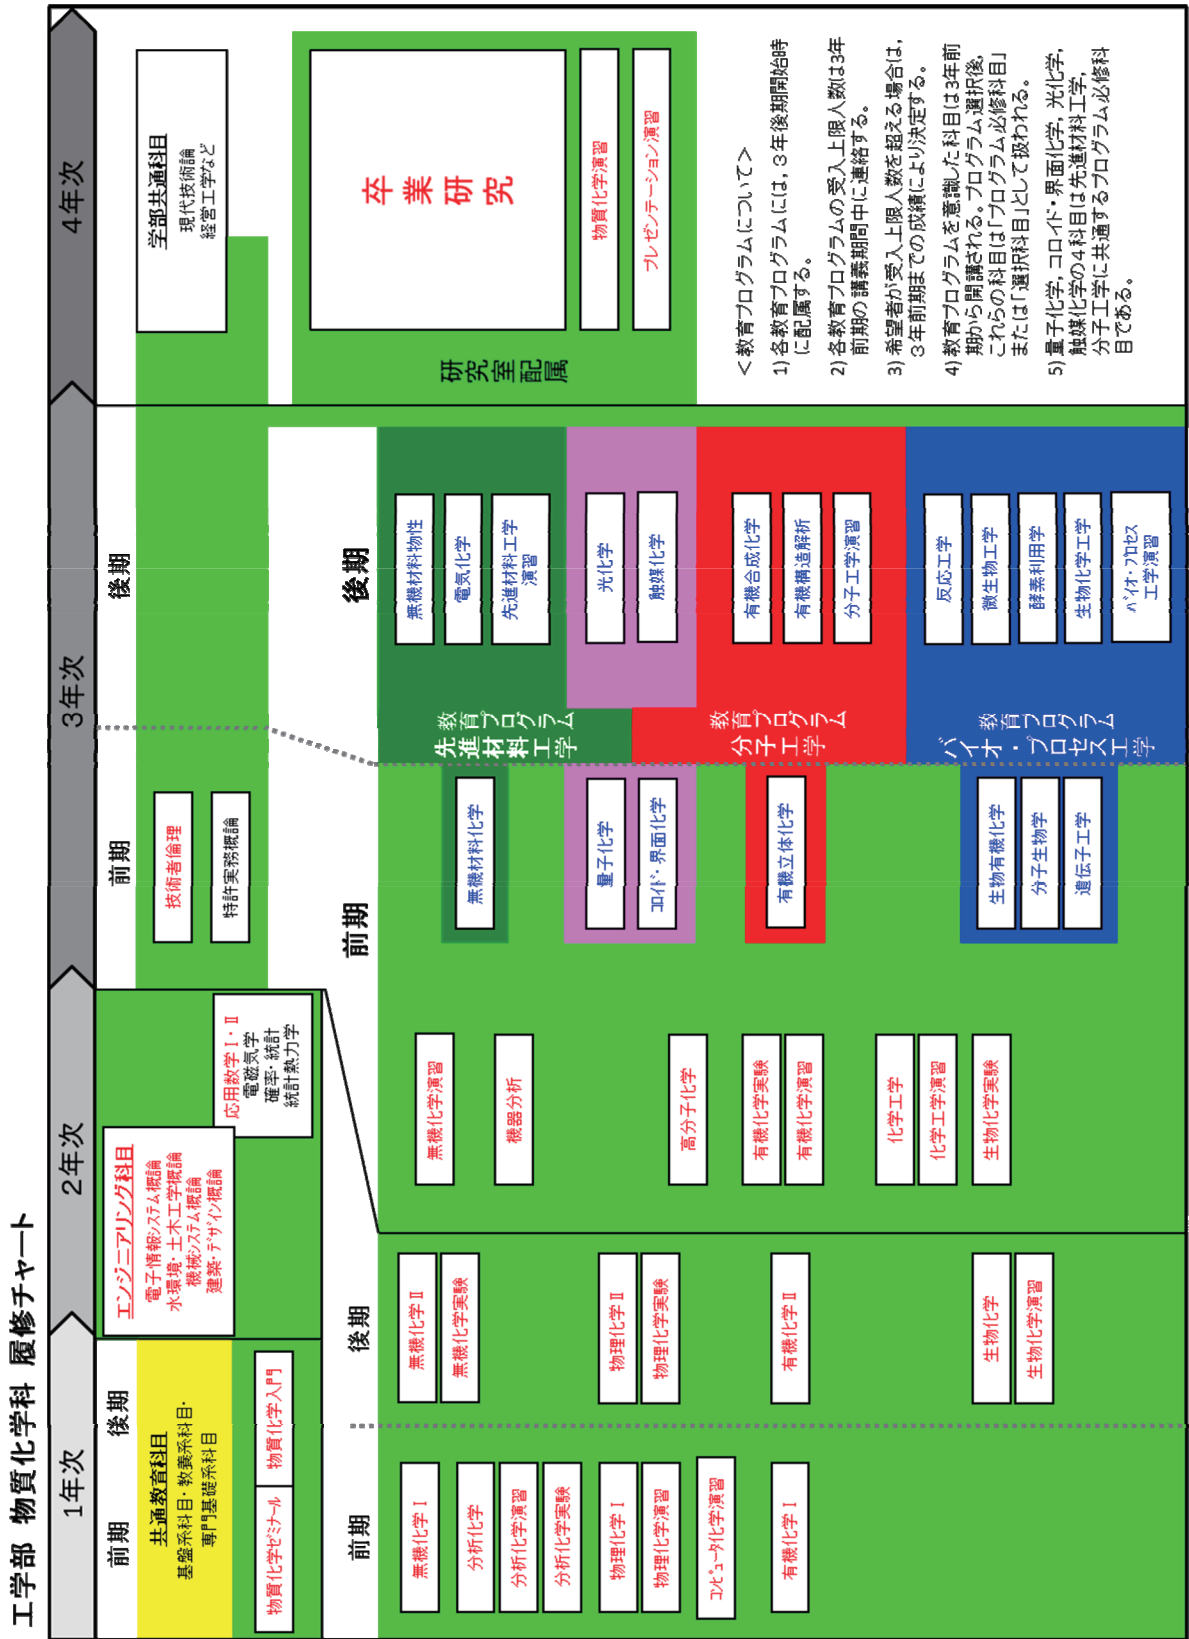 工学部 物質化学科 履修チャート
1年次
2年次
3年次
4年次
前期
後期
前期
後期
共通教育科目
基盤系科目・教養系科目・
専門基礎系科目
物質化学ゼミナール
物質化学入門
エンジニアリング科目
電子情報システム概論
水環境・土木工学概論
機械システム概論
建築・デザイン概論
応用数学Ⅰ・Ⅱ
電磁気学
確率・統計
統計熱力学
技術者倫理
特許実務概論
学部共通科目
現代技術論
経営工学など
前期
後期
前期
後期
無機化学Ⅰ
分析化学
分析化学演習
分析化学実験
物理化学Ⅰ
物理化学演習
コンピュータ化学演習
有機化学Ⅰ
無機化学Ⅱ
無機化学実験
物理化学Ⅱ
物理化学実験
有機化学Ⅱ
生物化学
生物化学演習
無機化学演習
機器分析
高分子化学
有機化学実験
有機化学演習
化学工学
化学工学演習
生物化学実験
無機材料化学
量子化学
コロイド・界面化学
有機立体化学
生物有機化学
分子生物学
遺伝子工学
教育プログラム
先進材料工学
教育プログラム
分子工学
教育プログラム
バイオ・プロセス工学
無機材料物性
電気化学
先進材料工学
演習
光化学
触媒化学
有機合成化学
有機構造解析
分子工学演習
反応工学
微生物工学
酵素利用学
生物化学工学
バイオ・プロセス
工学演習
研究室配属
卒業研究
物質化学演習
プレゼンテーション演習
＜教育プログラムについて＞
1) 各教育プログラムには，3年後期開始時
に配属する。
2) 各教育プログラムの受入上限人数は3年
前期の講義期間中に連絡する。
3) 希望者が受入上限人数を超える場合は，
3年前期までの成績により決定する。
4) 教育プログラムを意識した科目は3年前
期から開講される。プログラム選択後，
これらの科目は「プログラム必修科目」
または「選択科目」として扱われる。
5) 量子化学，コロイド・界面化学，光化学，
触媒化学の4科目は先進材料工学，
分子工学に共通するプログラム必修科
目である。